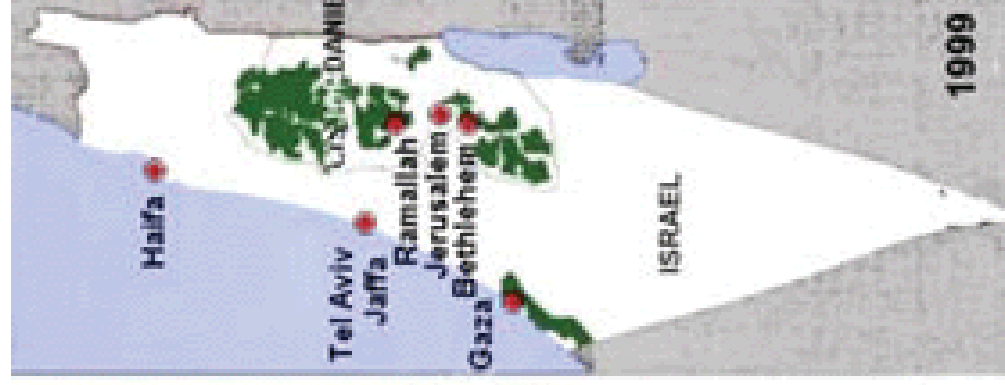 Haifa
Tel Aviv
Jaffa
Ramallah
Jerusalem
Bethlehem
Gaza
ISRAEL
1999